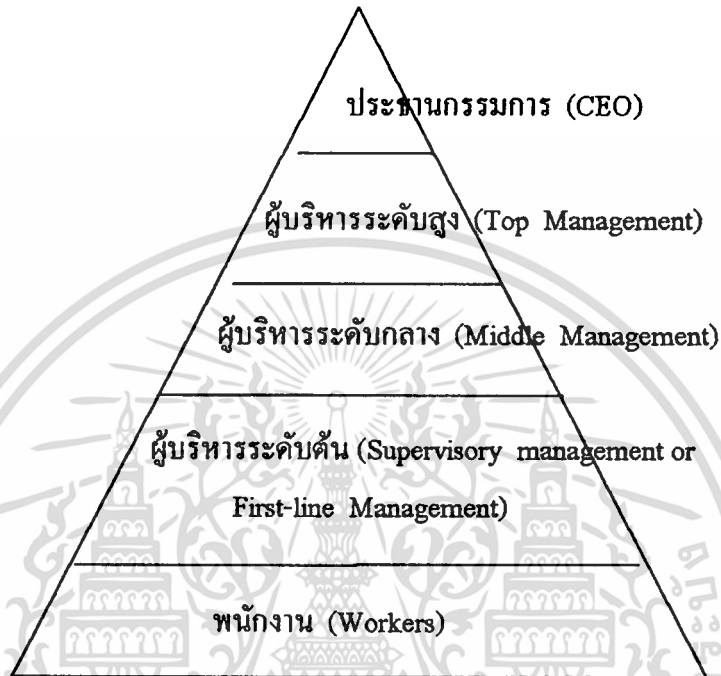 ประธานกรรมการ (CEO)
ผู้บริหารระดับสูง (Top Management)
ผู้บริหารระดับกลาง (Middle Management)
ผู้บริหารระดับต้น (Supervisory management or
First-line Management)
พนักงาน (Workers)